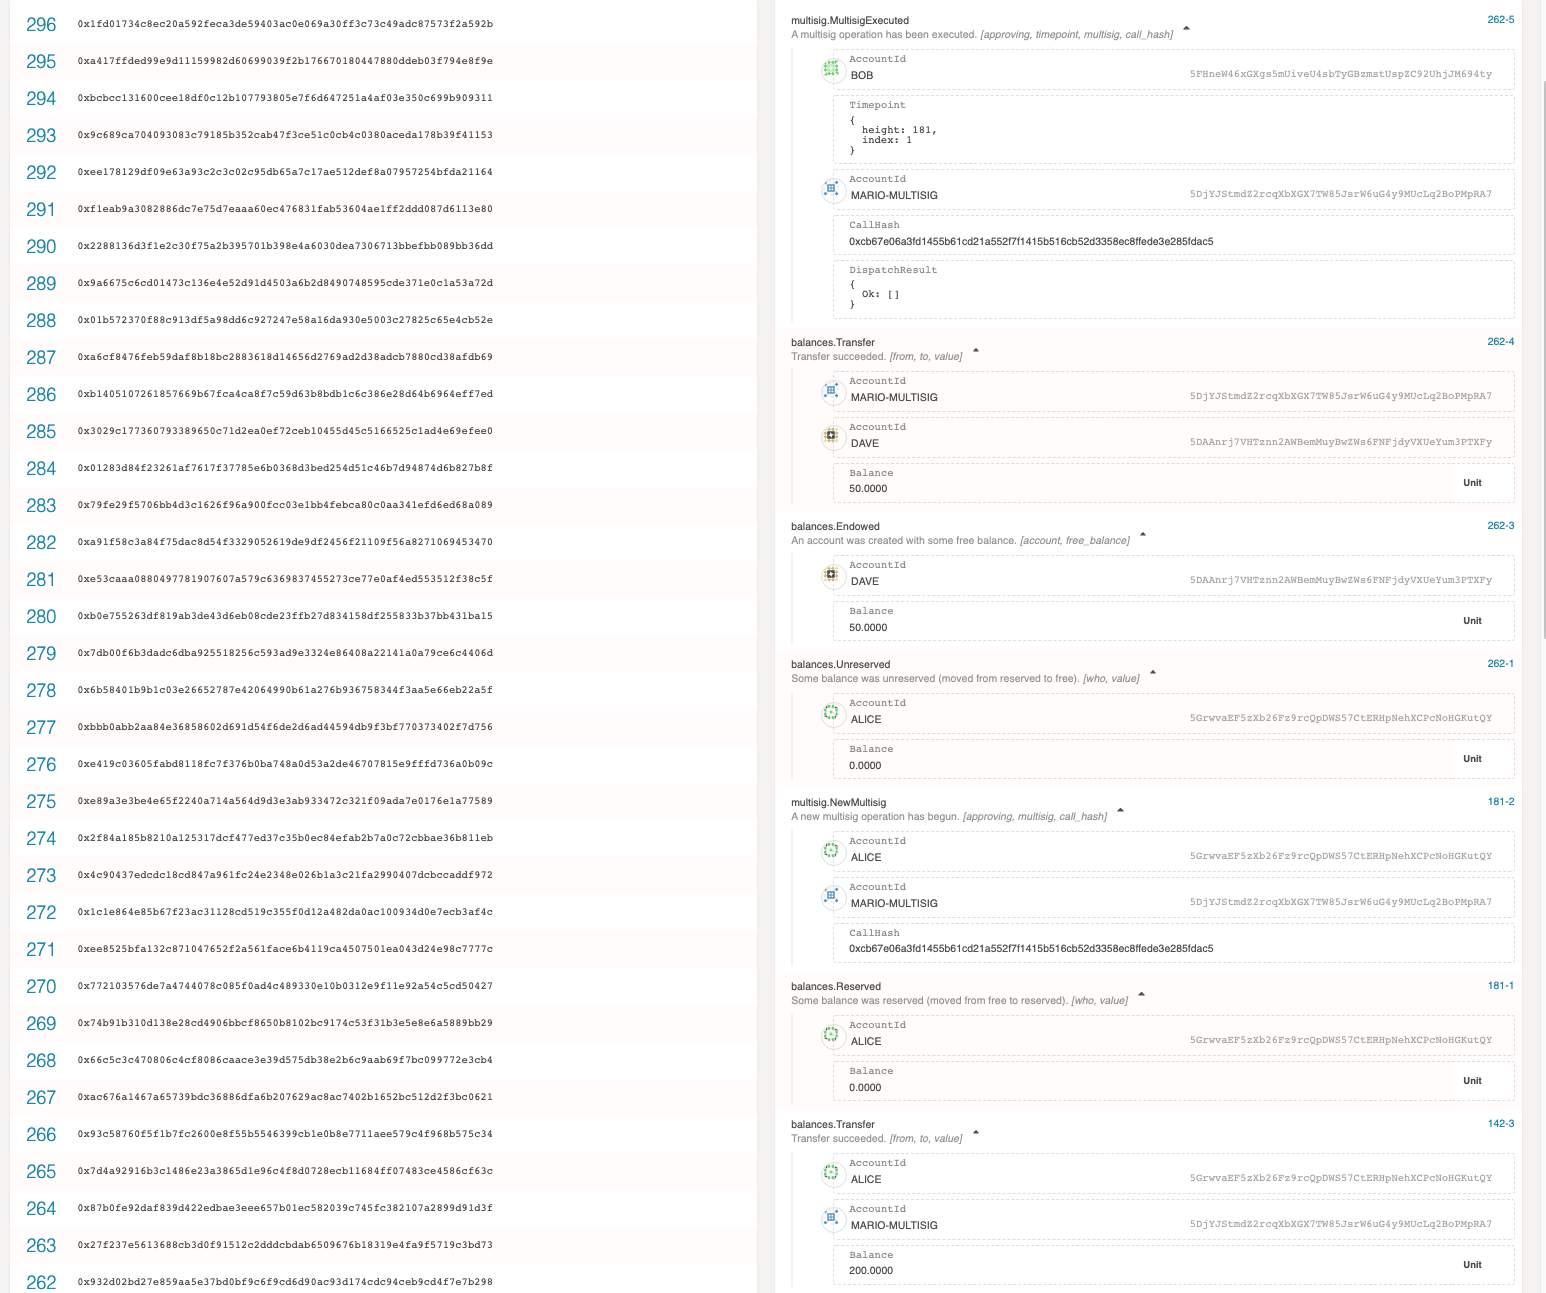 296 0x1fd01734c8ec20a592feca3de59403ac0e069a30ff3c73c49adc87573f2a592b
295 0xa417ffded99e9d11159982d60699039f2b176670180447880ddeb03f794e8f9e
294 0xbcbcc131600cee18df0c12b107793805e7f6d647251a4af03e350c699b909311
293 0x9c689ca704093083c79185b352cab47f3ce51c0cb4c0380aceda178b39f41153
292 0xee178129df09e63a93c2c3c02c95db65a7c17ae512def8a07957254bfda21164
291 0xf1eab9a3082886dc7e75d7eaaa60ec476831fab53604ae1ff2ddd087d6113e80
290 0x2288136d3f1e2c30f75a2b395701b398e4a6030dea7306713bbefbb089bb36dd
289 0x9a6675c6cd01473c136e4e52d91d4503a6b2d8490748595cde371e0c1a53a72d
288 0x01b572370f88c913df5a98dd6c927247e58a16da930e5003c27825c65e4cb52e
287 0xa6cf8476feb59daf8b18bc2883618d14656d2769ad2d38adcb7880cd38afdb69
286 0xb1405107261857669b67fca4ca8f7c59d63b8bdb1c6c386e28d64b6964eff7ed
285 0x3029c177360793389650c71d2ea0ef72ceb10455d45c5166525c1ad4e69efee0
284 0x01283d84f23261af7617f37785e6b0368d3bed254d51c46b7d94874d6b827b8f
283 0x79fe29f5706bb4d3c1626f96a900fcc03e1bb4febca80c0aa341efd6ed68a089
282 0xa91f58c3a84f75dac8d54f3329052619de9df2456f21109f56a8271069453470
281 0xe53caaa0880497781907607a579c6369837455273ce77e0af4ed553512f38c5f
280 0xb0e755263df819ab3de43d6eb08cde23ffb27d834158df255833b37bb431ba15
279 0x7db00f6b3dadc6dba925518256c593ad9e3324e86408a22141a0a79ce6c4406d
278 0x6b58401b9b1c03e26652787e42064990b61a276b936758344f3aa5e66eb22a5f
277 0xbbb0abb2aa84e36858602d691d54f6de2d6ad44594db9f3bf770373402f7d756
276 0xe419c03605fabd8118fc7f376b0ba748a0d53a2de46707815e9fffd736a0b09c
275 0xe89a3e3be4e65f2240a714a564d9d3e3ab933472c321f09ada7e0176e1a77589
274 0x2f84a185b8210a125317dcf477ed37c35b0ec84efab2b7a0c72cbbae36b811eb
273 0x4c90437edcdc18cd847a961fc24e2348e026b1a3c21fa2990407dcbccaddf972
272 0x1c1e864e85b67f23ac31128cd519c355f0d12a482da0ac100934d0e7ecb3af4c
271 0xee8525bfa132c871047652f2a561face6b4119ca4507501ea043d24e98c7777c
270 0x772103576de7a4744078c085f0ad4c489330e10b0312e9f11e92a54c5cd50427
269 0x74b91b310d138e28cd4906bbcf8650b8102bc9174c53f31b3e5e8e6a5889bb29
268 0x66c5c3c470806c4cf8086caace3e39d575db38e2b6c9aab69f7bc099772e3cb4
267 0xac676a1467a65739bdc36886dfa6b207629ac8ac7402b1652bc512d2f3bc0621
266 0x93c58760f5f1b7fc2600e8f55b5546399cb1e0b8e7711aee579c4f968b575c34
265 0x7d4a92916b3c1486e23a3865d1e96c4f8d0728ecb11684ff07483ce4586cf63c
264 0x87b0fe92daf839d422edbae3eee657b01ec582039c745fc382107a2899d91d3f
263 0x27f237e5613688cb3d0f91512c2dddcbdab6509676b18319e4fa9f5719c3bd73
262 0x932d02bd27e859aa5e37bd0bf9c6f9cd6d90ac93d174cdc94ceb9cd4f7e7b298
multisig.MultisigExecuted 262-5
A multisig operation has been executed. [approving, timepoint, multisig, call_hash]
AccountId
BOB 5FHneW46xGXgs5mUiveU4sbTyGBzmstUspZC92UhjJM694ty
Timepoint
{
height: 181,
index: 1
}
AccountId
MARIO-MULTISIG 5DjYJStmdZ2rcqXbXGX7TW85JsrW6uG4y9MUcLq2BoPMpRA7
CallHash
0xcb67e06a3fd1455b61cd21a552f7f1415b516cb52d3358ec8ffede3e285fdac5
DispatchResult
{
Ok: []
}
balances.Transfer 262-4
Transfer succeeded. [from, to, value]
AccountId
MARIO-MULTISIG 5DjYJStmdZ2rcqXbXGX7TW85JsrW6uG4y9MUcLq2BoPMpRA7
AccountId
DAVE 5DAAnrj7VHTznn2AWBemMuyBwZWs6FNFjdyVXUeYum3PTXFy
Balance
50.0000 Unit
balances.Endowed 262-3
An account was created with some free balance. [account, free_balance]
AccountId
DAVE 5DAAnrj7VHTznn2AWBemMuyBwZWs6FNFjdyVXUeYum3PTXFy
Balance
50.0000 Unit
balances.Unreserved 262-1
Some balance was unreserved (moved from reserved to free). [who, value]
AccountId
ALICE 5GrwvaEF5zXb26Fz9rcQpDWS57CtERHpNehXCPcNoHGKutQY
Balance
0.0000 Unit
multisig.NewMultisig 181-2
A new multisig operation has begun. [approving, multisig, call_hash]
AccountId
ALICE 5GrwvaEF5zXb26Fz9rcQpDWS57CtERHpNehXCPcNoHGKutQY
AccountId
MARIO-MULTISIG 5DjYJStmdZ2rcqXbXGX7TW85JsrW6uG4y9MUcLq2BoPMpRA7
CallHash
0xcb67e06a3fd1455b61cd21a552f7f1415b516cb52d3358ec8ffede3e285fdac5
balances.Reserved 181-1
Some balance was reserved (moved from free to reserved). [who, value]
AccountId
ALICE 5GrwvaEF5zXb26Fz9rcQpDWS57CtERHpNehXCPcNoHGKutQY
Balance
0.0000 Unit
balances.Transfer 142-3
Transfer succeeded. [from, to, value]
AccountId
ALICE 5GrwvaEF5zXb26Fz9rcQpDWS57CtERHpNehXCPcNoHGKutQY
AccountId
MARIO-MULTISIG 5DjYJStmdZ2rcqXbXGX7TW85JsrW6uG4y9MUcLq2BoPMpRA7
Balance
200.0000 Unit